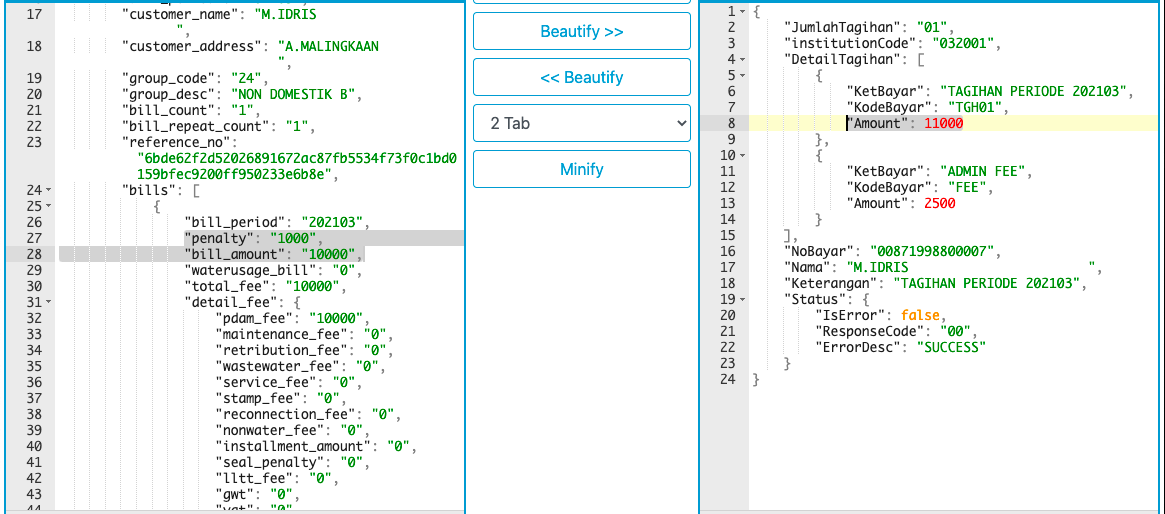 17 "customer_name": "M.IDRIS
",
18 "customer_address": "A.MALINGKAAN
",
19 "group_code": "24",
20 "group_desc": "NON DOMESTIK B",
21 "bill_count": "1",
22 "bill_repeat_count": "1",
23 "reference_no":
"6bde62f2d52026891672ac87fb5534f73f0c1bd0
159bfec9200ff950233e6b8e",
24 "bills": [
25 {
26 "bill_period": "202103",
27 "penalty": "1000",
28 "bill_amount": "10000",
29 "waterusage_bill": "0",
30 "total_fee": "10000",
31 "detail_fee": {
32 "pdam_fee": "10000",
33 "maintenance_fee": "0",
34 "retribution_fee": "0",
35 "wastewater_fee": "0",
36 "service_fee": "0",
37 "stamp_fee": "0",
38 "reconnection_fee": "0",
39 "nonwater_fee": "0",
40 "installment_amount": "0",
41 "seal_penalty": "0",
42 "lltt_fee": "0",
43 "gwt": "0",
44 "vat": "0",
Beautify >>
<< Beautify
2 Tab
Minify
1 {
2 "JumlahTagihan": "01",
3 "institutionCode": "032001",
4 "DetailTagihan": [
5 {
6 "KetBayar": "TAGIHAN PERIODE 202103",
7 "KodeBayar": "TGH01",
8 "Amount": 11000
9 },
10 {
11 "KetBayar": "ADMIN FEE",
12 "KodeBayar": "FEE",
13 "Amount": 2500
14 }
15 ],
16 "NoBayar": "00871998800007",
17 "Nama": "M.IDRIS ",
18 "Keterangan": "TAGIHAN PERIODE 202103",
19 "Status": {
20 "IsError": false,
21 "ResponseCode": "00",
22 "ErrorDesc": "SUCCESS"
23 }
24 }